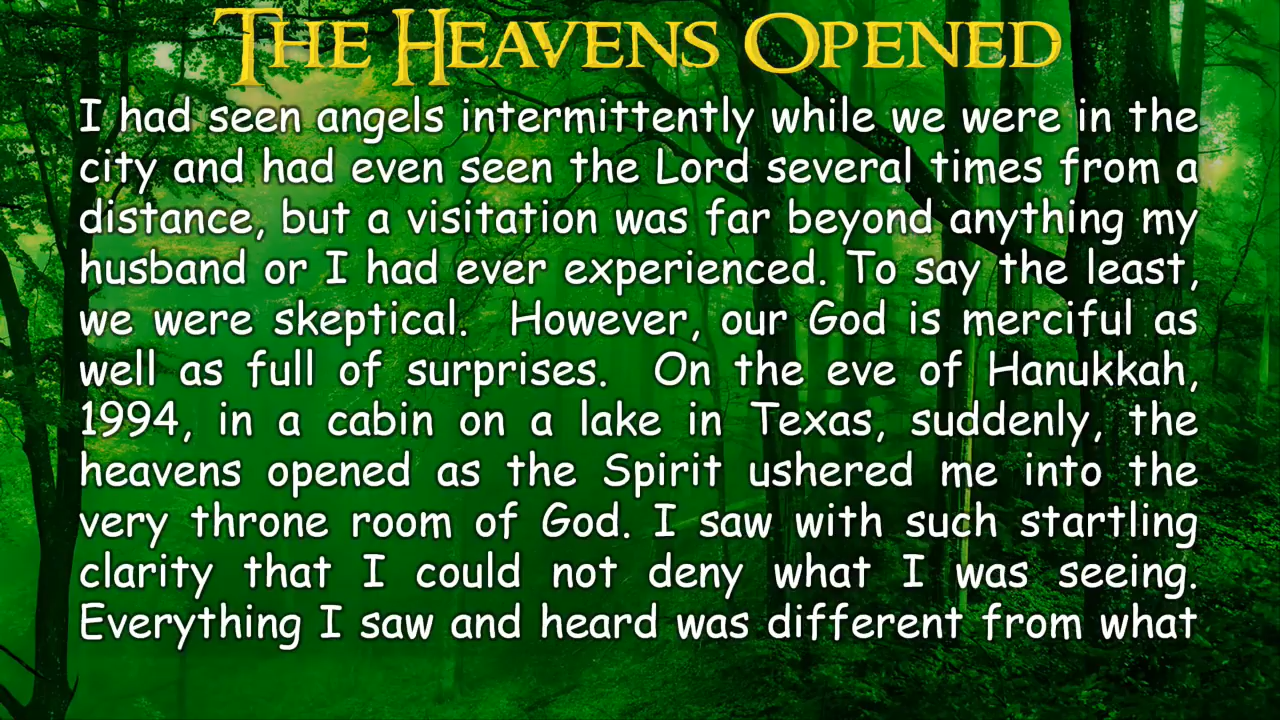 The Heavens Opened
I had seen angels intermittently while we were in the
city and had even seen the Lord several times from a
distance, but a visitation was far beyond anything my
husband or I had ever experienced. To say the least,
we were skeptical.  However, our God is merciful as
well as full of surprises.  On the eve of Hanukkah,
1994, in a cabin on a lake in Texas, suddenly, the
heavens opened as the Spirit ushered me into the
very throne room of God. I saw with such startling
clarity that I could not deny what I was seeing.
Everything I saw and heard was different from what